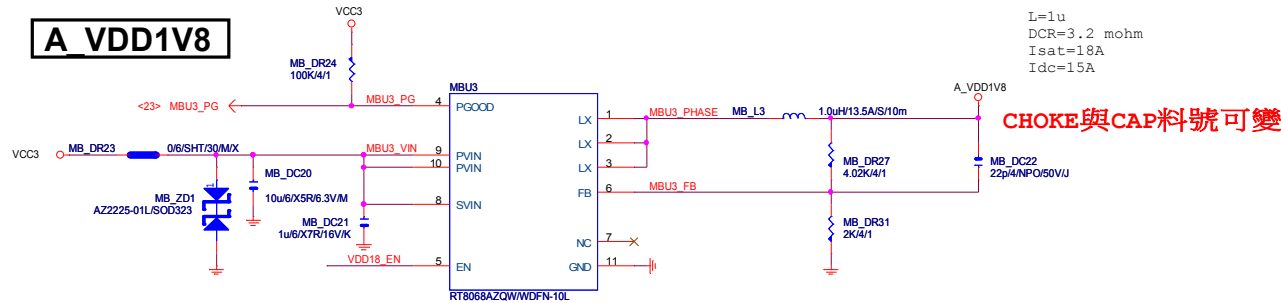 A_VDD1V8
VCC3
MB_DR24
100K/4/1
<23> MBU3_PG
MBU3_PG
4
PGOOD
MBU3
VCC3
MB_DR23
0/6/SHT/30/M/X
MBU3_VIN
9
PVIN
10
PVIN
MB_DC20
10u/6/X5R/6.3V/M
1
MB_ZD1
AZ2225-01L/SOD323
8
SVIN
MB_DC21
1u/6/X7R/16V/K
VDD18_EN
5
EN
RT8068AZQW/WDFN-10L
LX
1
LX
2
LX
3
FB
6
NC
7
GND
11
MBU3_PHASE
MB_L3
1.0uH/13.5A/S/10m
MBU3_FB
MB_DR27
4.02K/4/1
MB_DR31
2K/4/1
A_VDD1V8
MB_DC22
22p/4/NPO/50V/J
L=1u
DCR=3.2 mohm
Isat=18A
Idc=15A
CHOKE與CAP料號可變